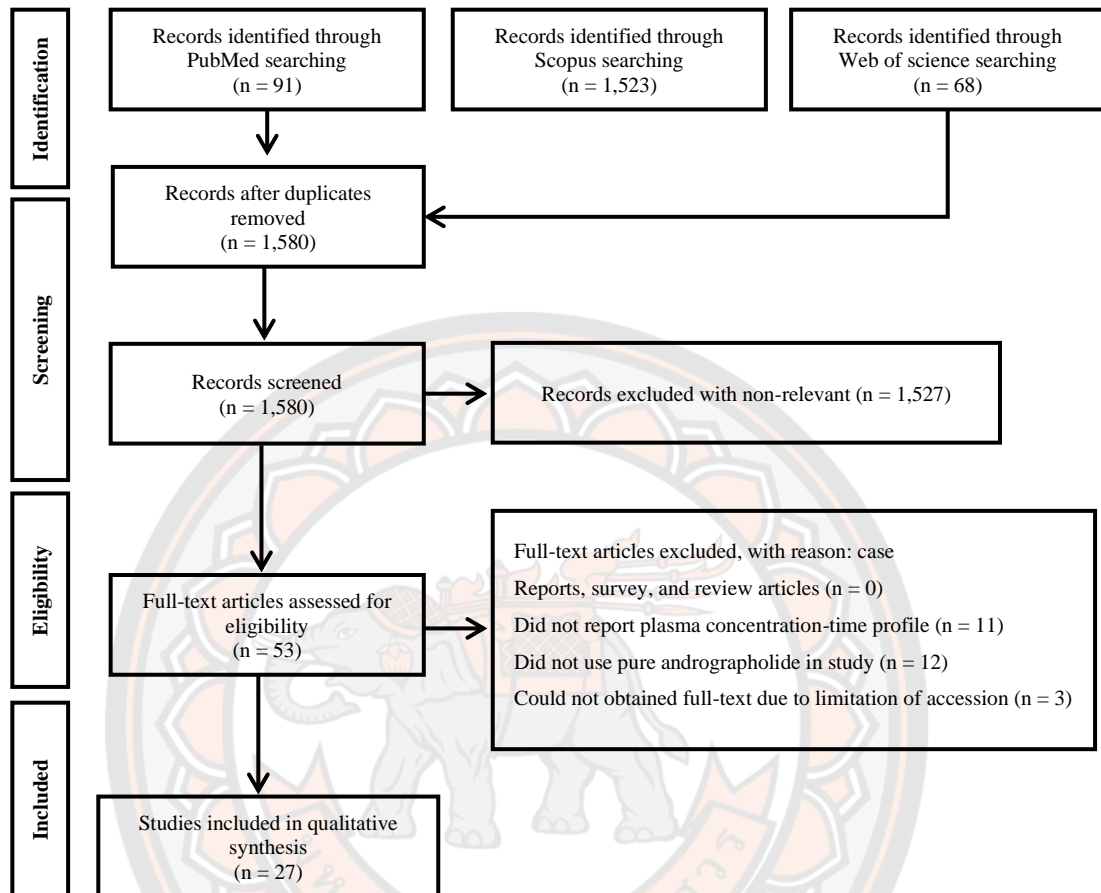 Identification
Records identified through
PubMed searching
(n = 91)
Records identified through
Scopus searching
(n = 1,523)
Records identified through
Web of science searching
(n = 68)
Records after duplicates
removed
(n = 1,580)
Screening
Records screened
(n = 1,580)
Records excluded with non-relevant (n = 1,527)
Eligibility
Full-text articles assessed for
eligibility
(n = 53)
Full-text articles excluded, with reason: case
Reports, survey, and review articles (n = 0)
Did not report plasma concentration-time profile (n = 11)
Did not use pure andrographolide in study (n = 12)
Could not obtained full-text due to limitation of accession (n = 3)
Included
Studies included in qualitative
synthesis
(n = 27)